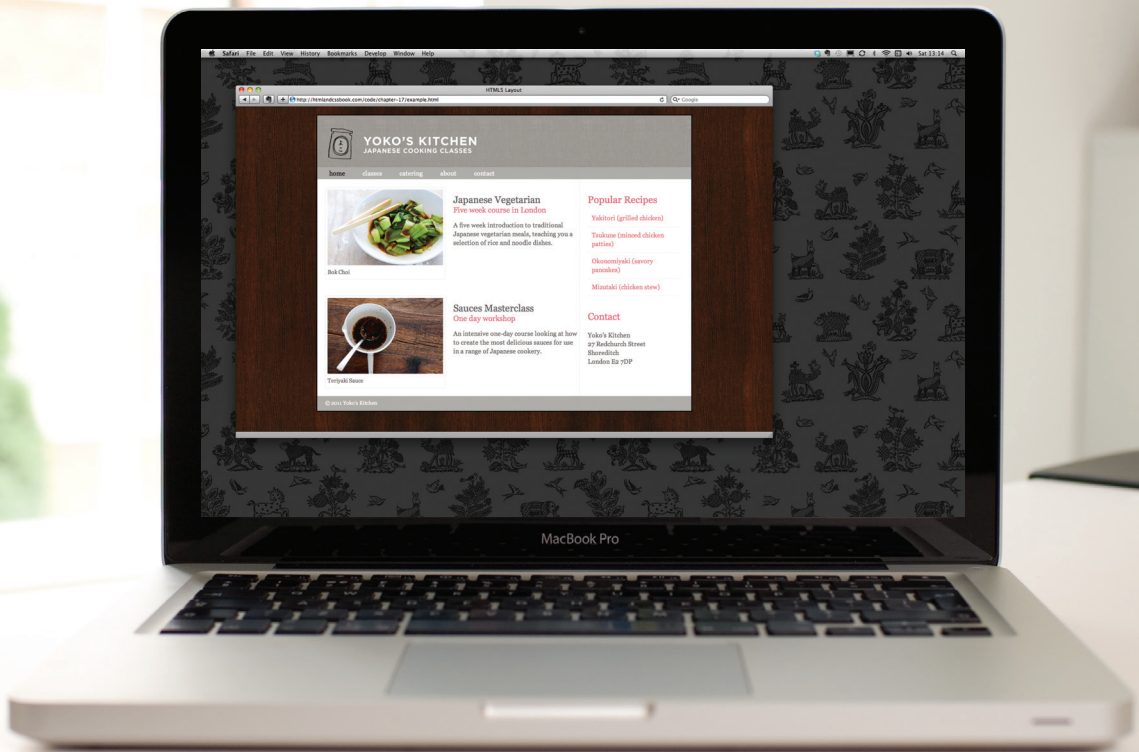 Safari File Edit View History Bookmarks Develop Window Help
Sat 13:14
HTML5 Layout
http://htmlandcssbook.com/code/chapter-17/example.html
Google
YOKO'S KITCHEN
JAPANESE COOKING CLASSES
home classes catering about contact
Japanese Vegetarian
Five week course in London
A five week introduction to traditional
Japanese vegetarian meals, teaching you a
selection of rice and noodle dishes.
Bok Choi
Sauces Masterclass
One day workshop
An intensive one-day course looking at how
to create the most delicious sauces for use
in a range of Japanese cookery.
Teriyaki Sauce
Popular Recipes
Yakitori (grilled chicken)
Tsukune (minced chicken
patties)
Okonomiyaki (savory
pancakes)
Mizutaki (chicken stew)
Contact
Yoko's Kitchen
27 Redchurch Street
Shoreditch
London E2 7DP
© 2011 Yoko's Kitchen
MacBook Pro